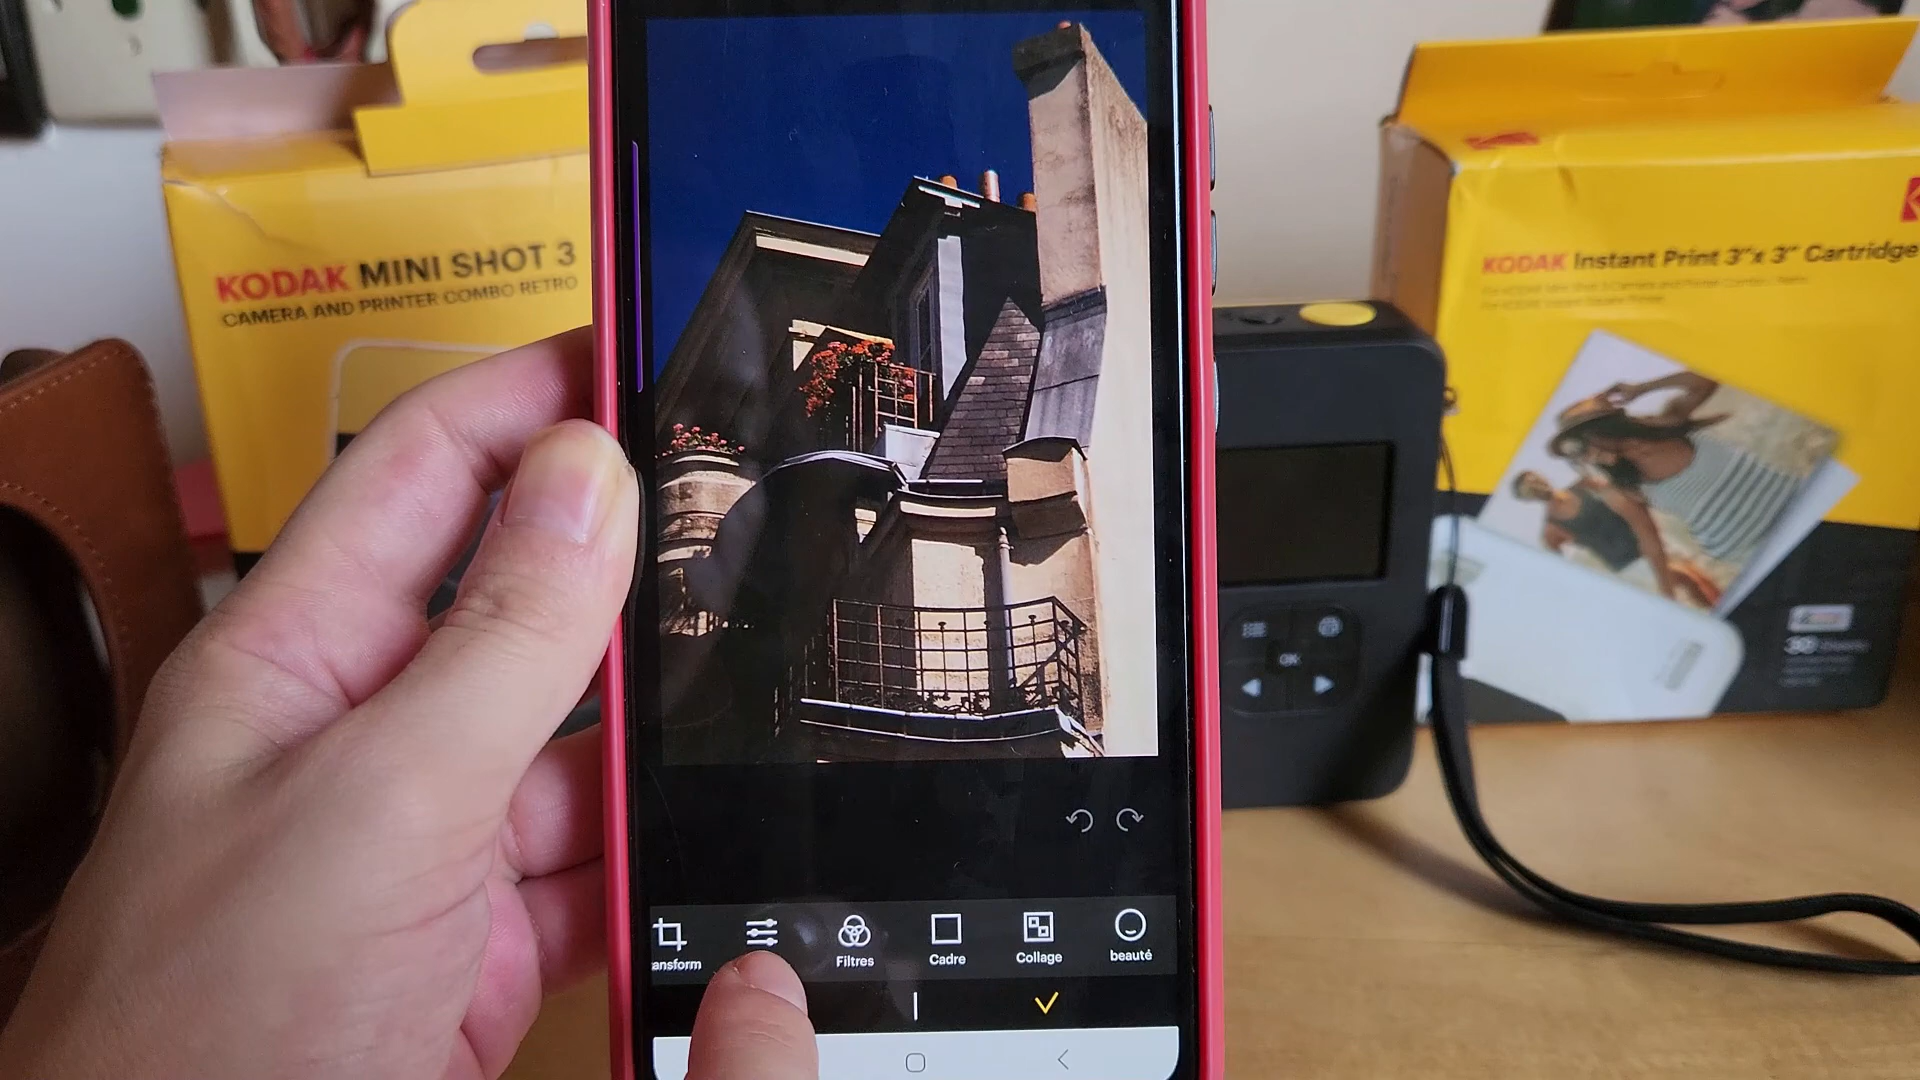 KODAK MINI SHOT 3
CAMERA AND PRINTER COMBO RETRO
KODAK Instant Print 3"x 3" Cartridge
OK
ansform
Filtres
Cadre
Collage
beauté